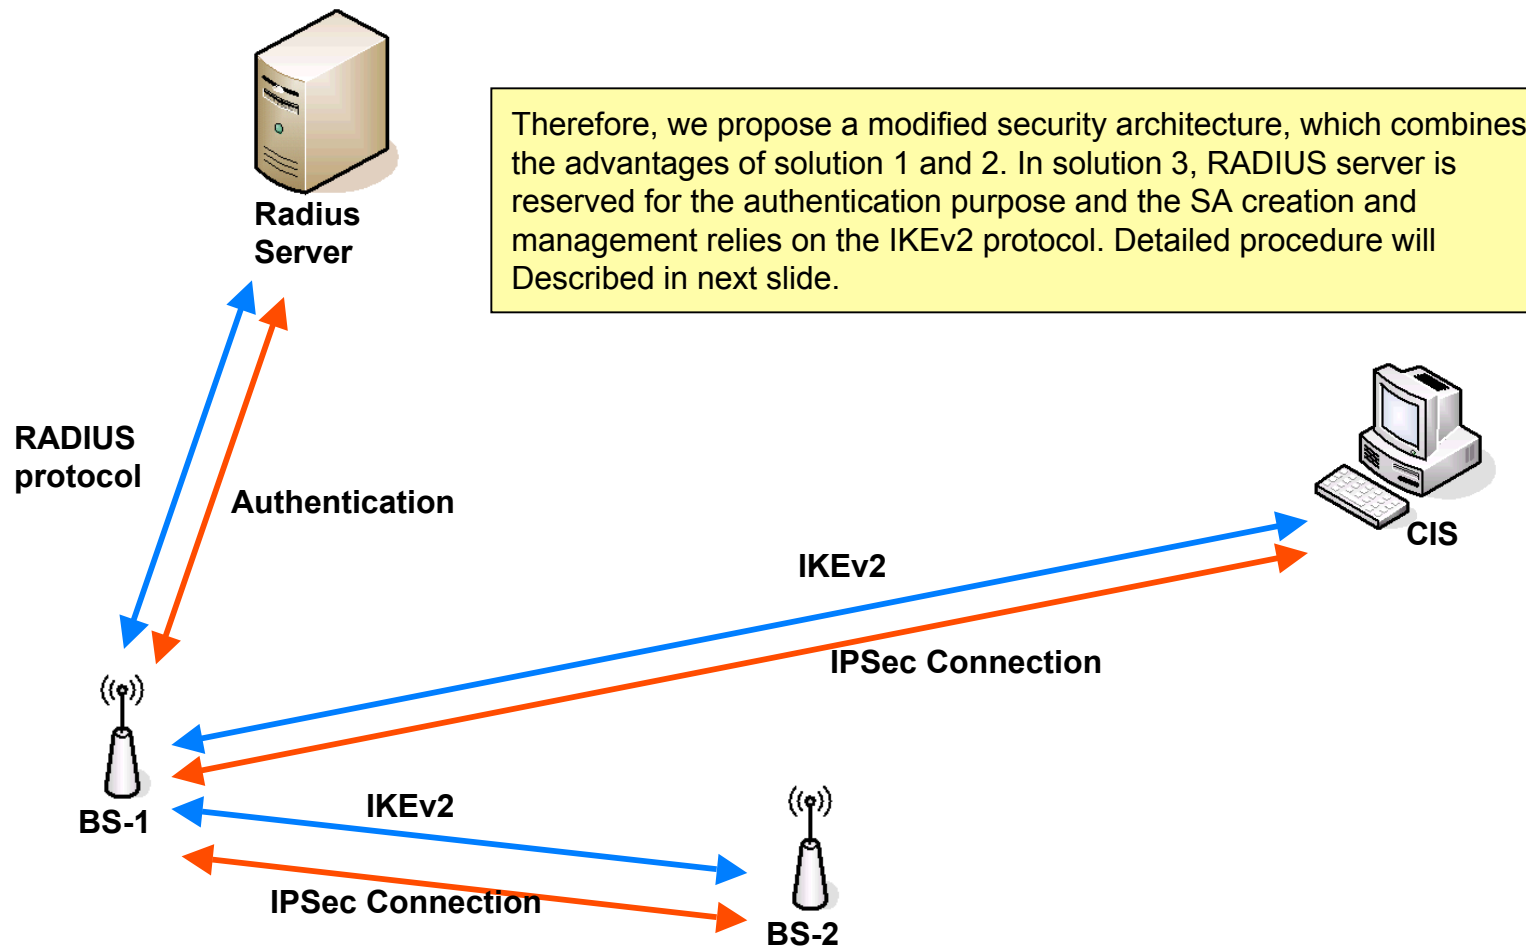 Radius
Server
Therefore, we propose a modified security architecture, which combines
the advantages of solution 1 and 2. In solution 3, RADIUS server is
reserved for the authentication purpose and the SA creation and
management relies on the IKEv2 protocol. Detailed procedure will
Described in next slide.
RADIUS
protocol
Authentication
CIS
IKEv2
IPSec Connection
BS-1
IKEv2
IPSec Connection
BS-2